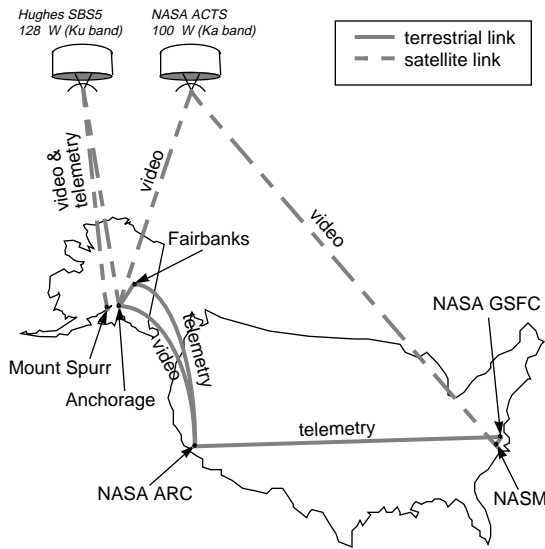 Hughes SBS5
128 W (Ku band)
NASA ACTS
100 W (Ka band)
terrestrial link
satellite link
video &
telemetry
video
video
Fairbanks
NASA GSFC
telemetry
video
Mount Spurr
Anchorage
telemetry
NASA ARC
NASM